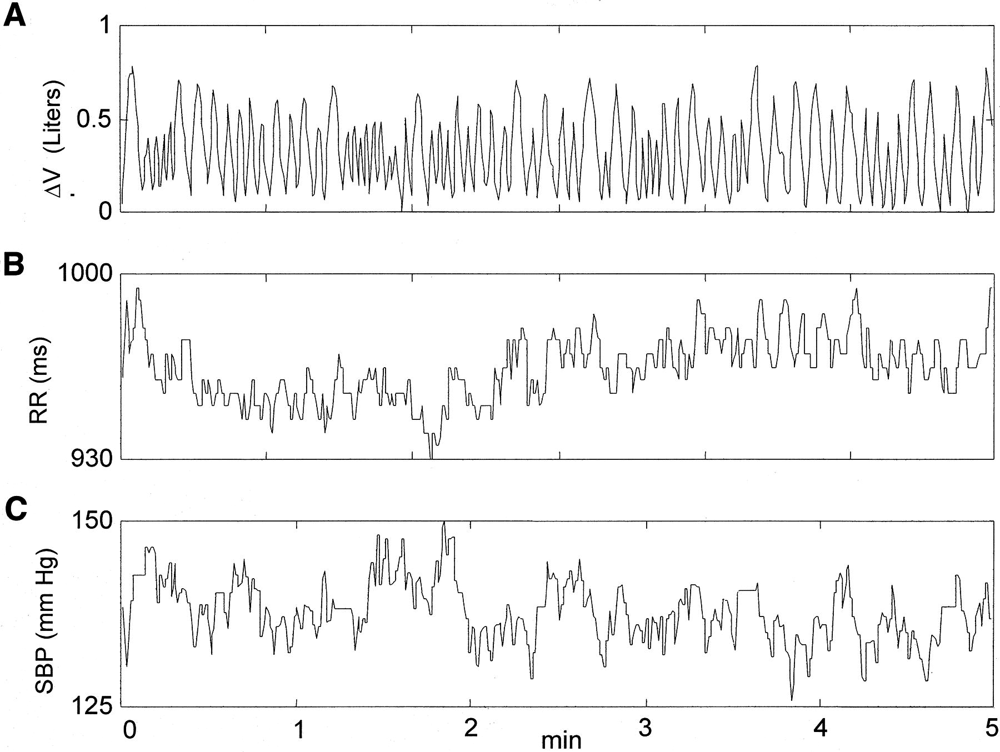 A
1
0.5
0
ΔV (Liters)
B
1000
930
RR (ms)
C
150
125
SBP (mm Hg)
0 1 2 3 4 5
min